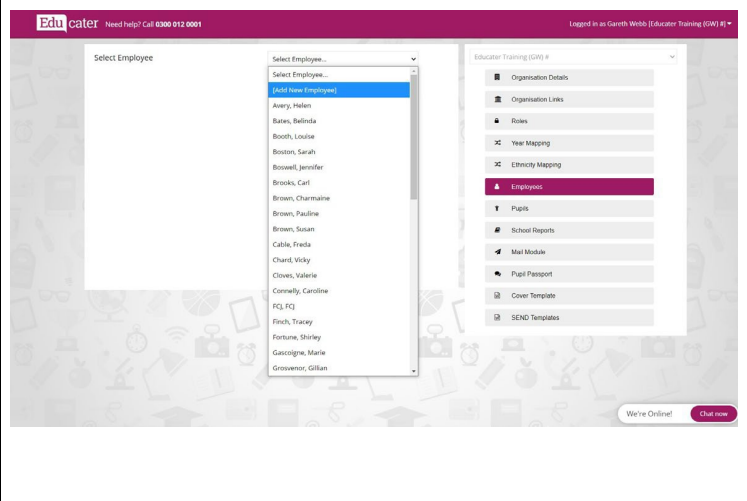 Educater Need help? Call 0300 012 0001
Logged in as Gareth Webb [Educater Training (GW) #]
Select Employee
Select Employee...
Select Employee...
[Add New Employee]
Avery, Helen
Bates, Belinda
Booth, Louise
Boston, Sarah
Boswell, Jennifer
Brooks, Carl
Brown, Charmaine
Brown, Pauline
Brown, Susan
Cable, Freda
Chard, Vicky
Cloves, Valerie
Connelly, Caroline
FCJ, FCJ
Finch, Tracey
Fortune, Shirley
Gascoigne, Marie
Grosvenor, Gillian
Educater Training (GW) #
Organisation Details
Organisation Links
Roles
Year Mapping
Ethnicity Mapping
Employees
Pupils
School Reports
Mail Module
Pupil Passport
Cover Template
SEND Templates
We're Online!
Chat now